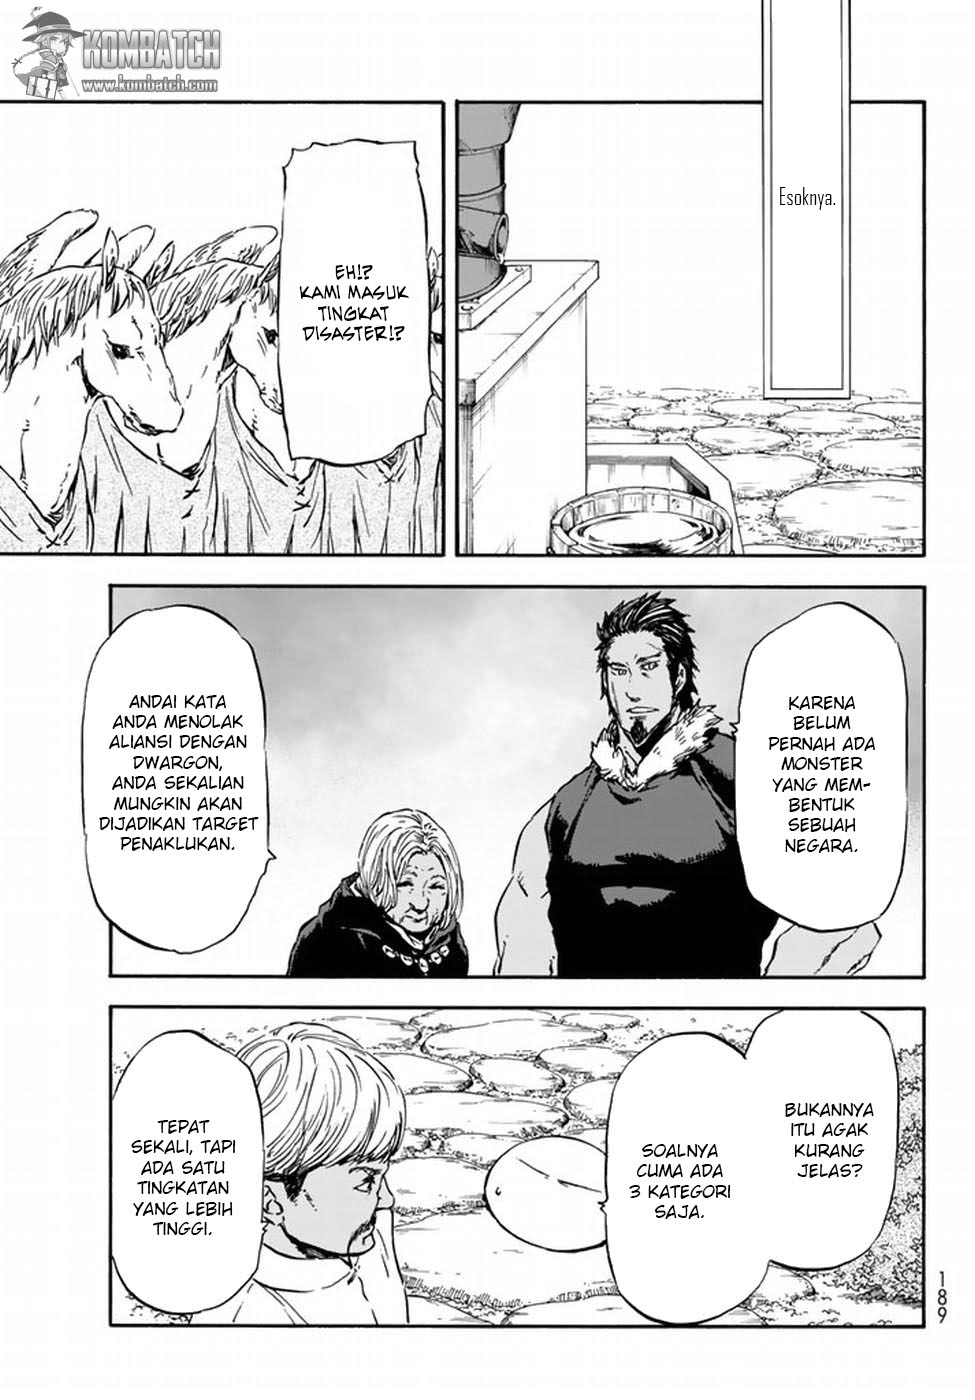 KOMBATCH
www.kombatch.com
Esoknya.
EH!?
KAMI MASUK
TINGKAT
DISASTER!?
KARENA
BELUM
PERNAH ADA
MONSTER
YANG MEM-
BENTUK
SEBUAH
NEGARA.
ANDAI KATA
ANDA MENOLAK
ALIANSI DENGAN
DWARGON,
ANDA SEKALIAN
MUNGKIN AKAN
DIJADIKAN TARGET
PENAKLUKAN.
BUKANNYA
ITU AGAK
KURANG
JELAS?
SOALNYA
CUMA ADA
3 KATEGORI
SAJA.
TEPAT
SEKALI, TAPI
ADA SATU
TINGKATAN
YANG LEBIH
TINGGI.
189